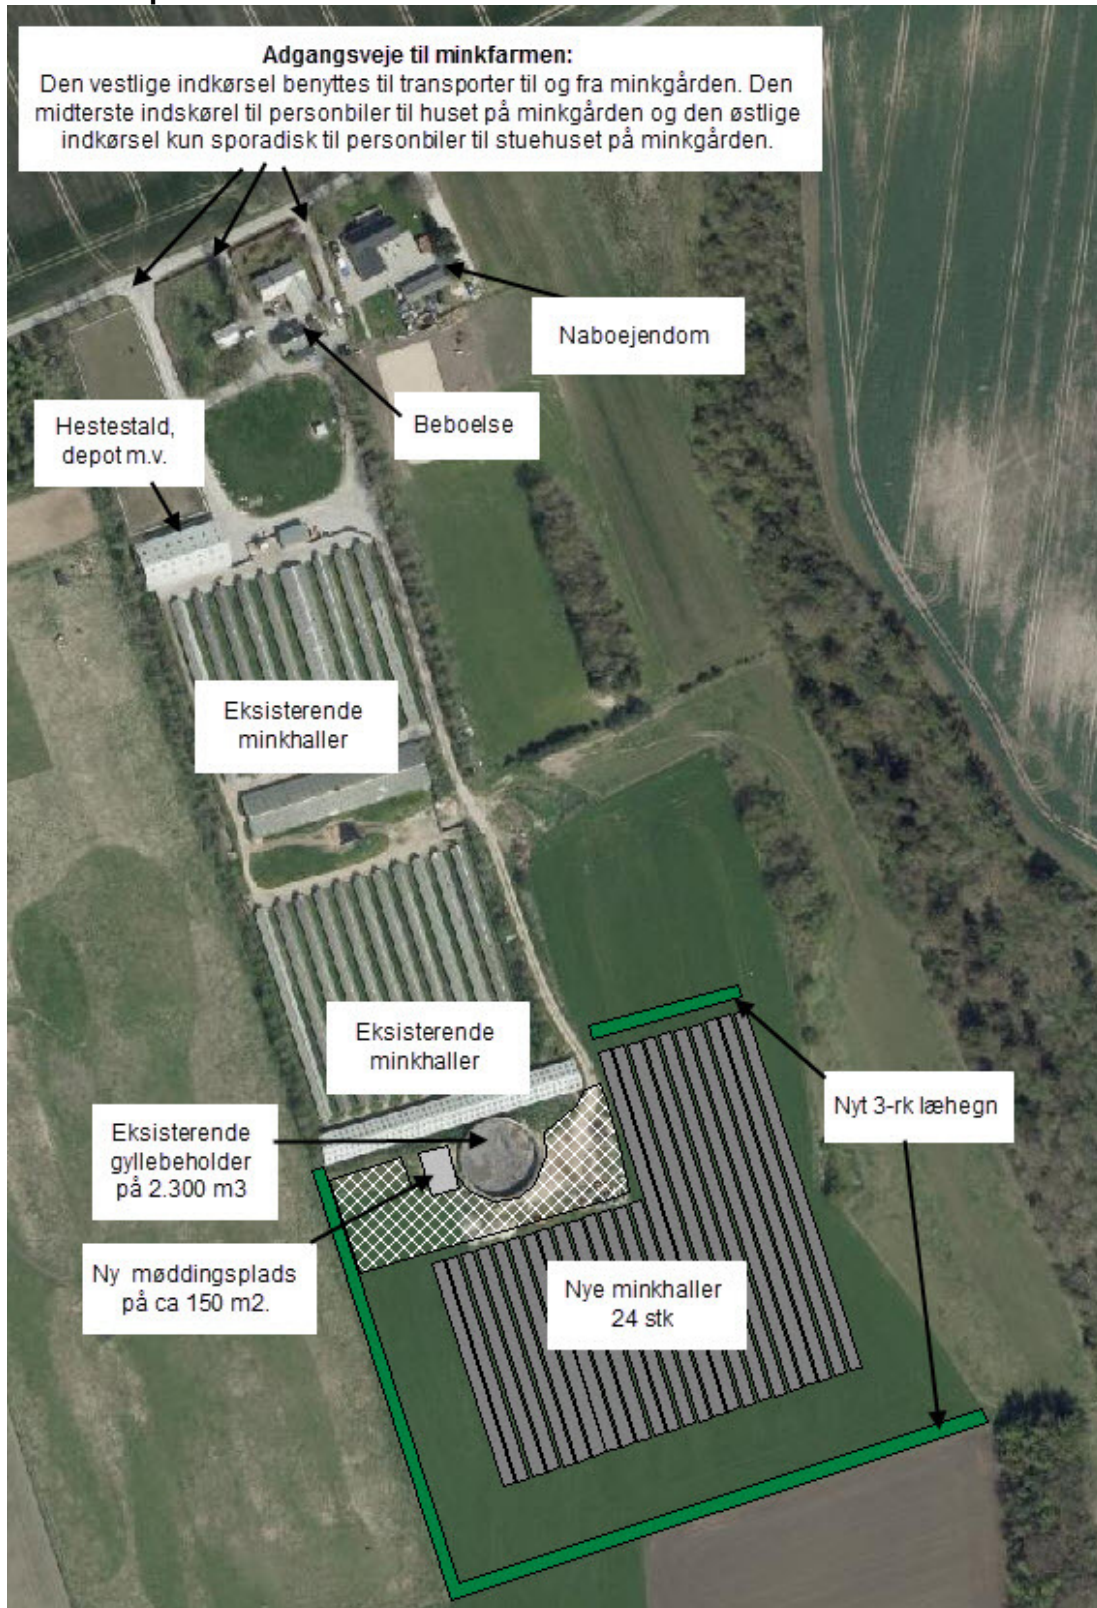 Adgangsveje til minkfarmen:
Den vestlige indkørsel benyttes til transporter til og fra minkgården. Den
midterste indskørel til personbiler til huset på minkgården og den østlige
indkørsel kun sporadisk til personbiler til stuehuset på minkgården.
Naboejendom
Beboelse
Hestestald,
depot m.v.
Eksisterende
minkhaller
Eksisterende
minkhaller
Nyt 3-rk læhegn
Eksisterende
gyllebeholder
på 2.300 m3
Ny møddingsplads
på ca 150 m2.
Nye minkhaller
24 stk